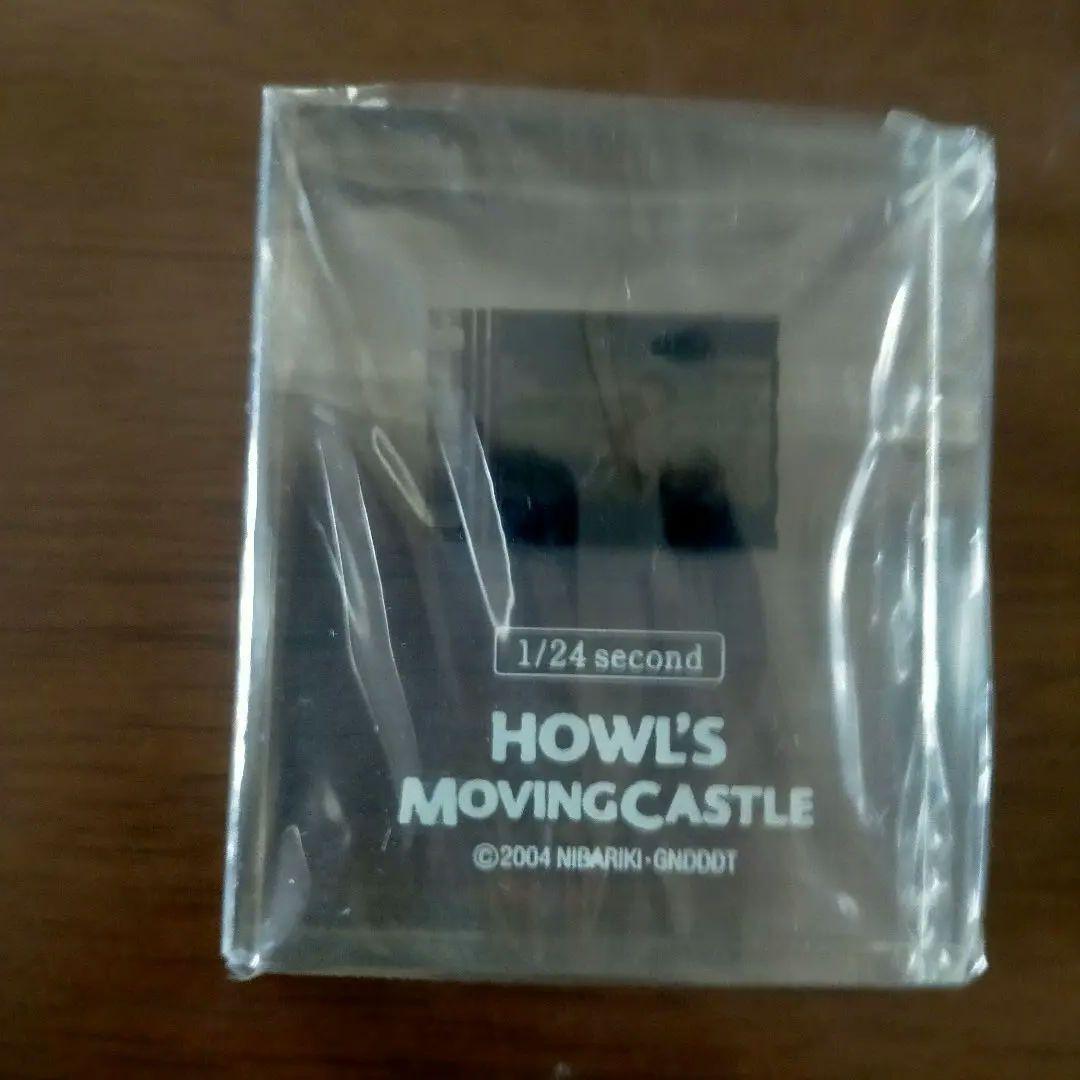 1/24 second
HOWL'S
MOVINGCASTLE
©2004 NIBARIKI・GNDDDT